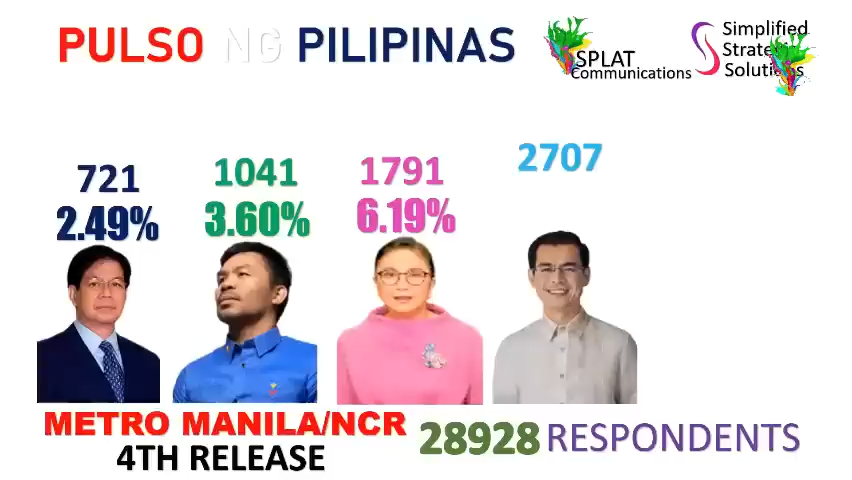 PULSO NG PILIPINAS
SPLAT
Communications
Simplified
Strategic
Solutions
721
2.49%
1041
3.60%
1791
6.19%
2707
METRO MANILA/NCR
4TH RELEASE
28928 RESPONDENTS